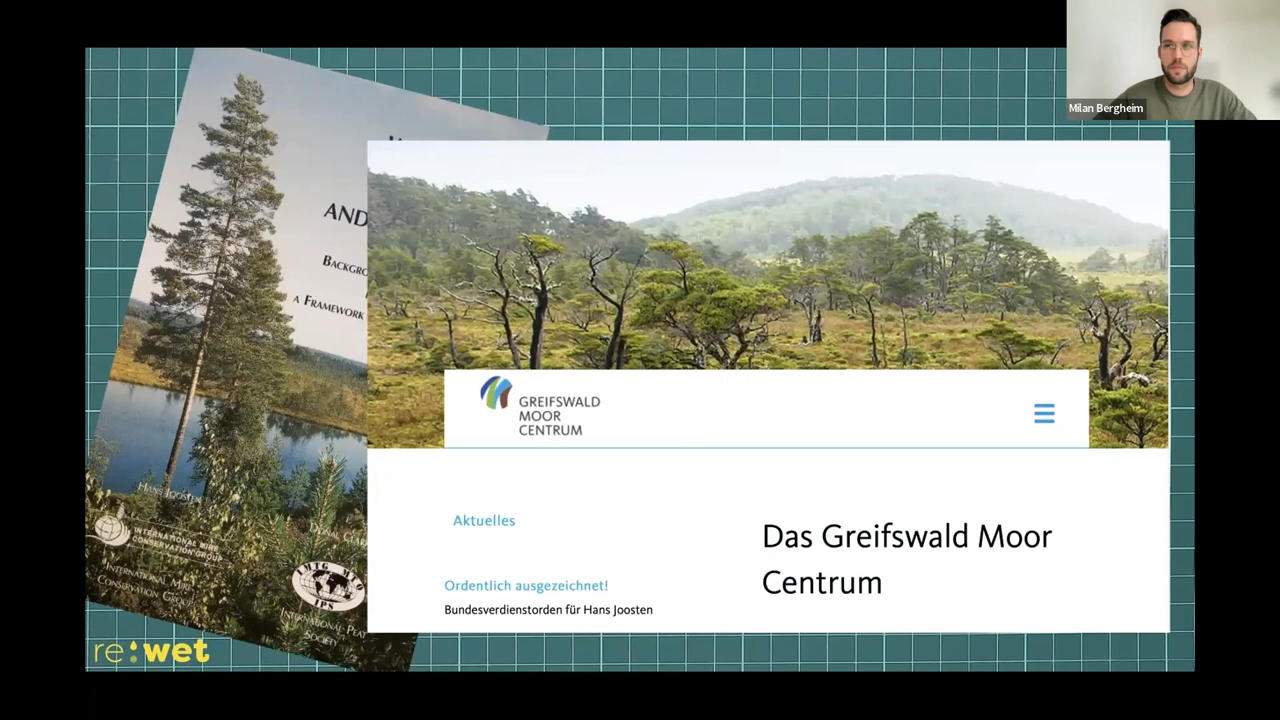 Milan Bergheim
AND
BACKGRO
A FRAMEWORK
HANS JOOSTEN
INTERNATIONAL MIRE
CONSERVATION GROUP
INTERNATIONAL MIRE
CONSERVATION GROUP
IPS
INTERNATIONAL PEAT
SOCIETY
GREIFSWALD
MOOR
CENTRUM
Aktuelles
Das Greifswald Moor
Centrum
Ordentlich ausgezeichnet!
Bundesverdienstorden für Hans Joosten
re:wet